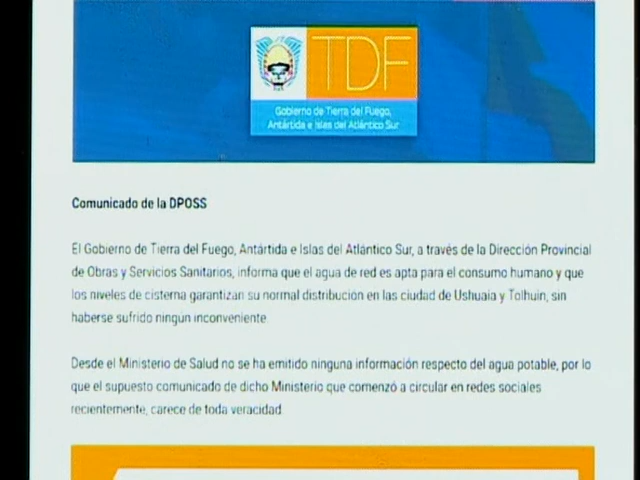 TDF
Gobierno de Tierra del Fuego,
Antártida e Islas del Atlántico Sur
Comunicado de la DPOSS
El Gobierno de Tierra del Fuego, Antártida e Islas del Atlántico Sur, a través de la Dirección Provincial
de Obras y Servicios Sanitarios, informa que el agua de red es apta para el consumo humano y que
los niveles de cisterna garantizan su normal distribución en las ciudad de Ushuaia y Tolhuin, sin
haberse sufrido ningún inconveniente.
Desde el Ministerio de Salud no se ha emitido ninguna información respecto del agua potable, por lo
que el supuesto comunicado de dicho Ministerio que comenzó a circular en redes sociales
recientemente, carece de toda veracidad